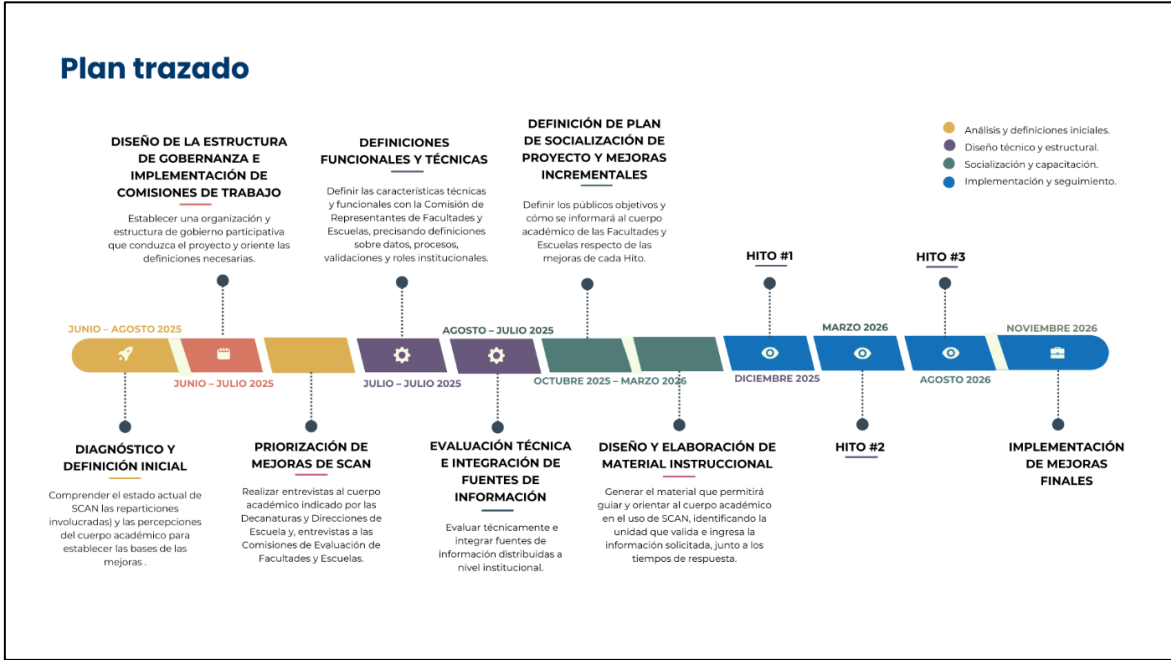 Plan trazado
DISEÑO DE LA ESTRUCTURA
DE GOBERNANZA E
IMPLEMENTACIÓN DE
COMISIONES DE TRABAJO
Establecer una organización y
estructura de gobierno participativa
que conduzca el proyecto y oriente las
definiciones necesarias.
DEFINICIONES
FUNCIONALES Y TÉCNICAS
Definir las características técnicas
y funcionales con la Comisión de
Representantes de Facultades y
Escuelas, precisando definiciones
sobre datos, procesos,
validaciones y roles institucionales.
DEFINICIÓN DE PLAN
DE SOCIALIZACIÓN DE
PROYECTO Y MEJORAS
INCREMENTALES
Definir los públicos objetivos y
cómo se informará al cuerpo
académico de las Facultades y
Escuelas respecto de las
mejoras de cada Hito.
Análisis y definiciones iniciales.
Diseño técnico y estructural.
Socialización y capacitación.
Implementación y seguimiento.
HITO #1
HITO #3
JUNIO – AGOSTO 2025
AGOSTO – JULIO 2025
MARZO 2026
NOVIEMBRE 2026
JUNIO – JULIO 2025
JULIO – JULIO 2025
OCTUBRE 2025 – MARZO 2026
DICIEMBRE 2025
AGOSTO 2026
DIAGNÓSTICO Y
DEFINICIÓN INICIAL
Comprender el estado actual de
SCAN las reparticiones
involucradas) y las percepciones
del cuerpo académico para
establecer las bases de las
mejoras .
PRIORIZACIÓN DE
MEJORAS DE SCAN
Realizar entrevistas al cuerpo
académico indicado por las
Decanaturas y Direcciones de
Escuela y, entrevistas a las
Comisiones de Evaluación de
Facultades y Escuelas.
EVALUACIÓN TÉCNICA
E INTEGRACIÓN DE
FUENTES DE
INFORMACIÓN
Evaluar técnicamente e
integrar fuentes de
información distribuidas a
nivel institucional.
DISEÑO Y ELABORACIÓN DE
MATERIAL INSTRUCCIONAL
Generar el material que permitirá
guiar y orientar al cuerpo académico
en el uso de SCAN, identificando la
unidad que valida e ingresa la
información solicitada, junto a los
tiempos de respuesta.
HITO #2
IMPLEMENTACIÓN
DE MEJORAS
FINALES